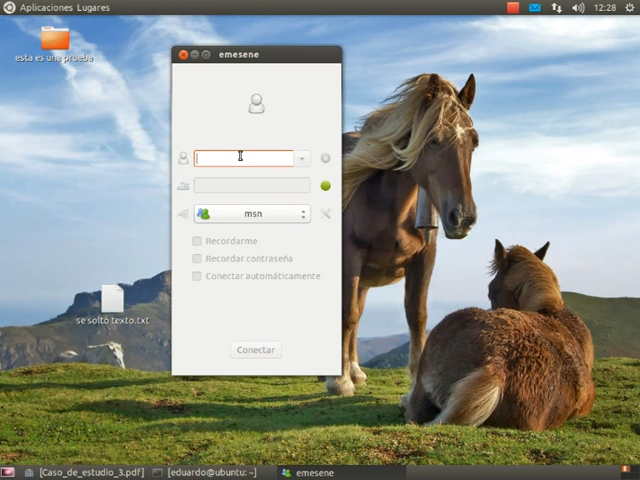 Aplicaciones Lugares
12:28
esta es una prueba
emesene
msn
Recordarme
Recordar contraseña
Conectar automáticamente
se soltó texto.txt
Conectar
[Caso_de_estudio_3.pdf]
[eduardo@ubuntu: ~]
emesene